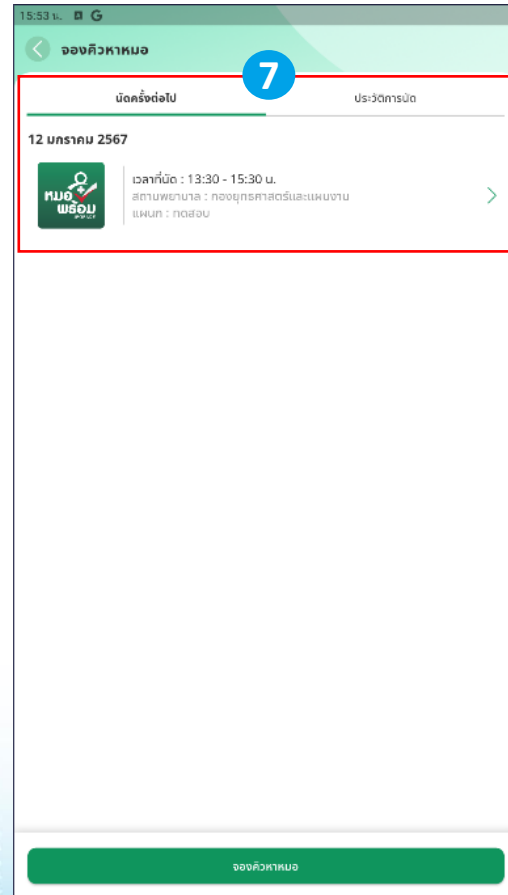 15:53 น. G
จองคิวหาหมอ
7
นัดครั้งต่อไป
ประวัติการนัด
12 มกราคม 2567
หมอ
พร้อม
เวลาที่นัด : 13:30 - 15:30 น.
สถานพยาบาล : กองยุทธศาสตร์และแผนงาน
แผนก : ทดสอบ
จองคิวหาหมอ